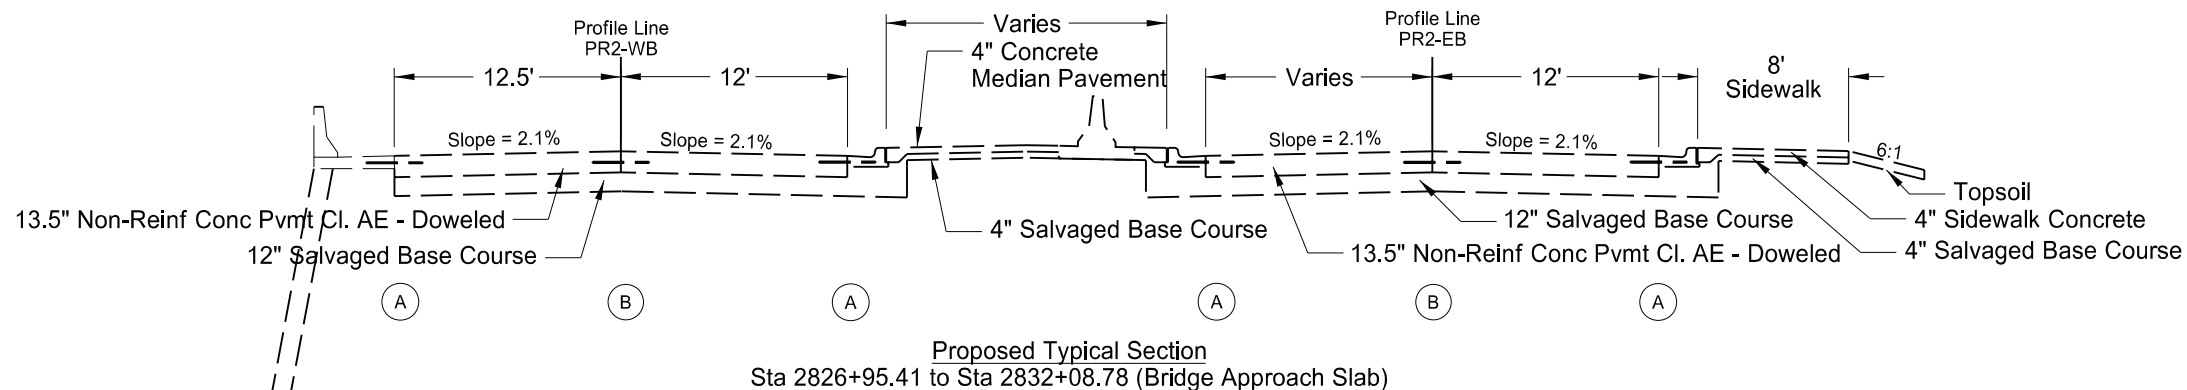 Profile Line
PR2-WB
Varies
Profile Line
PR2-EB
4" Concrete
Median Pavement
12.5'
12'
Varies
12'
8'
Sidewalk
Slope = 2.1%
Slope = 2.1%
Slope = 2.1%
Slope = 2.1%
6:1
Topsoil
13.5" Non-Reinf Conc Pvmt Cl. AE - Doweled
12" Salvaged Base Course
4" Sidewalk Concrete
4" Salvaged Base Course
12" Salvaged Base Course
13.5" Non-Reinf Conc Pvmt Cl. AE - Doweled
4" Salvaged Base Course
A
B
A
A
B
A
Proposed Typical Section
Sta 2826+95.41 to Sta 2832+08.78 (Bridge Approach Slab)